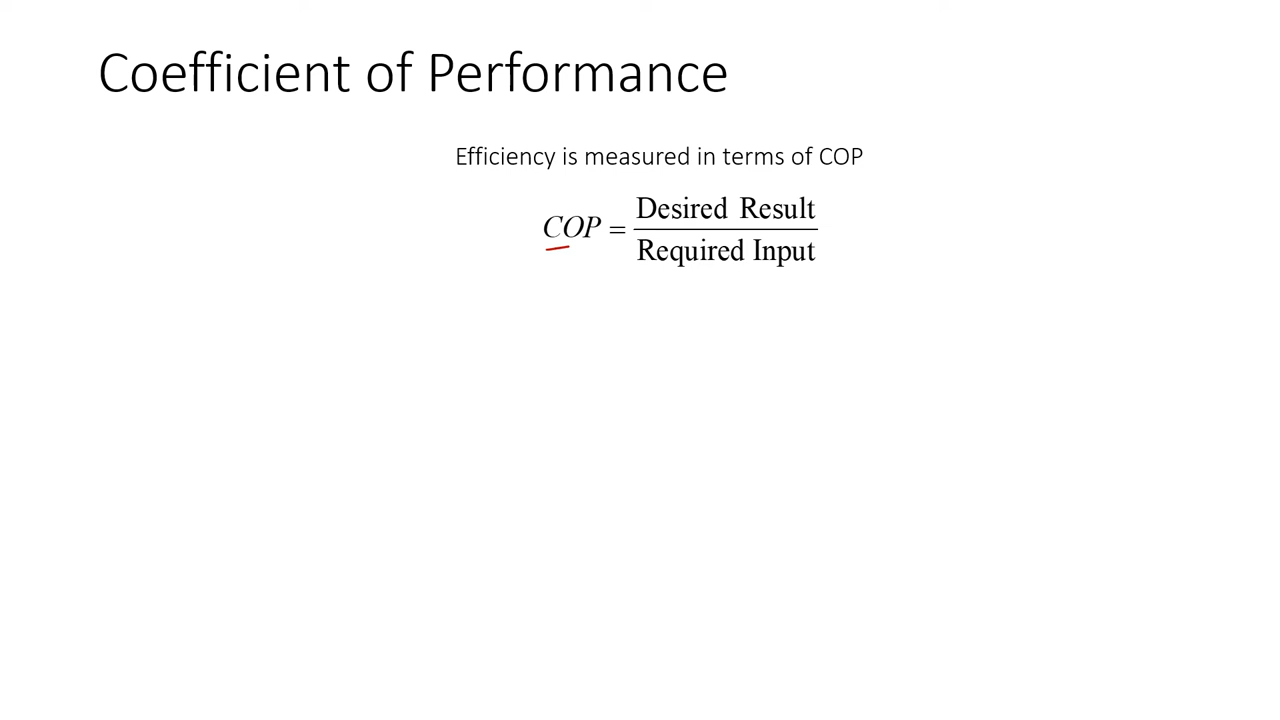 Coefficient of Performance
Efficiency is measured in terms of COP
COP = Desired Result / Required Input